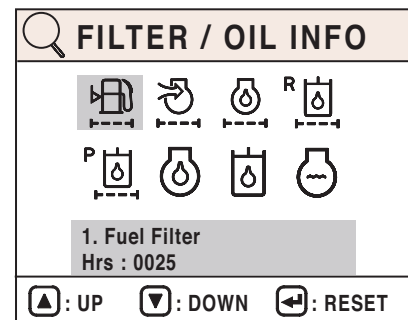 FILTER / OIL INFO
R
P
1. Fuel Filter
Hrs : 0025
: UP : DOWN : RESET